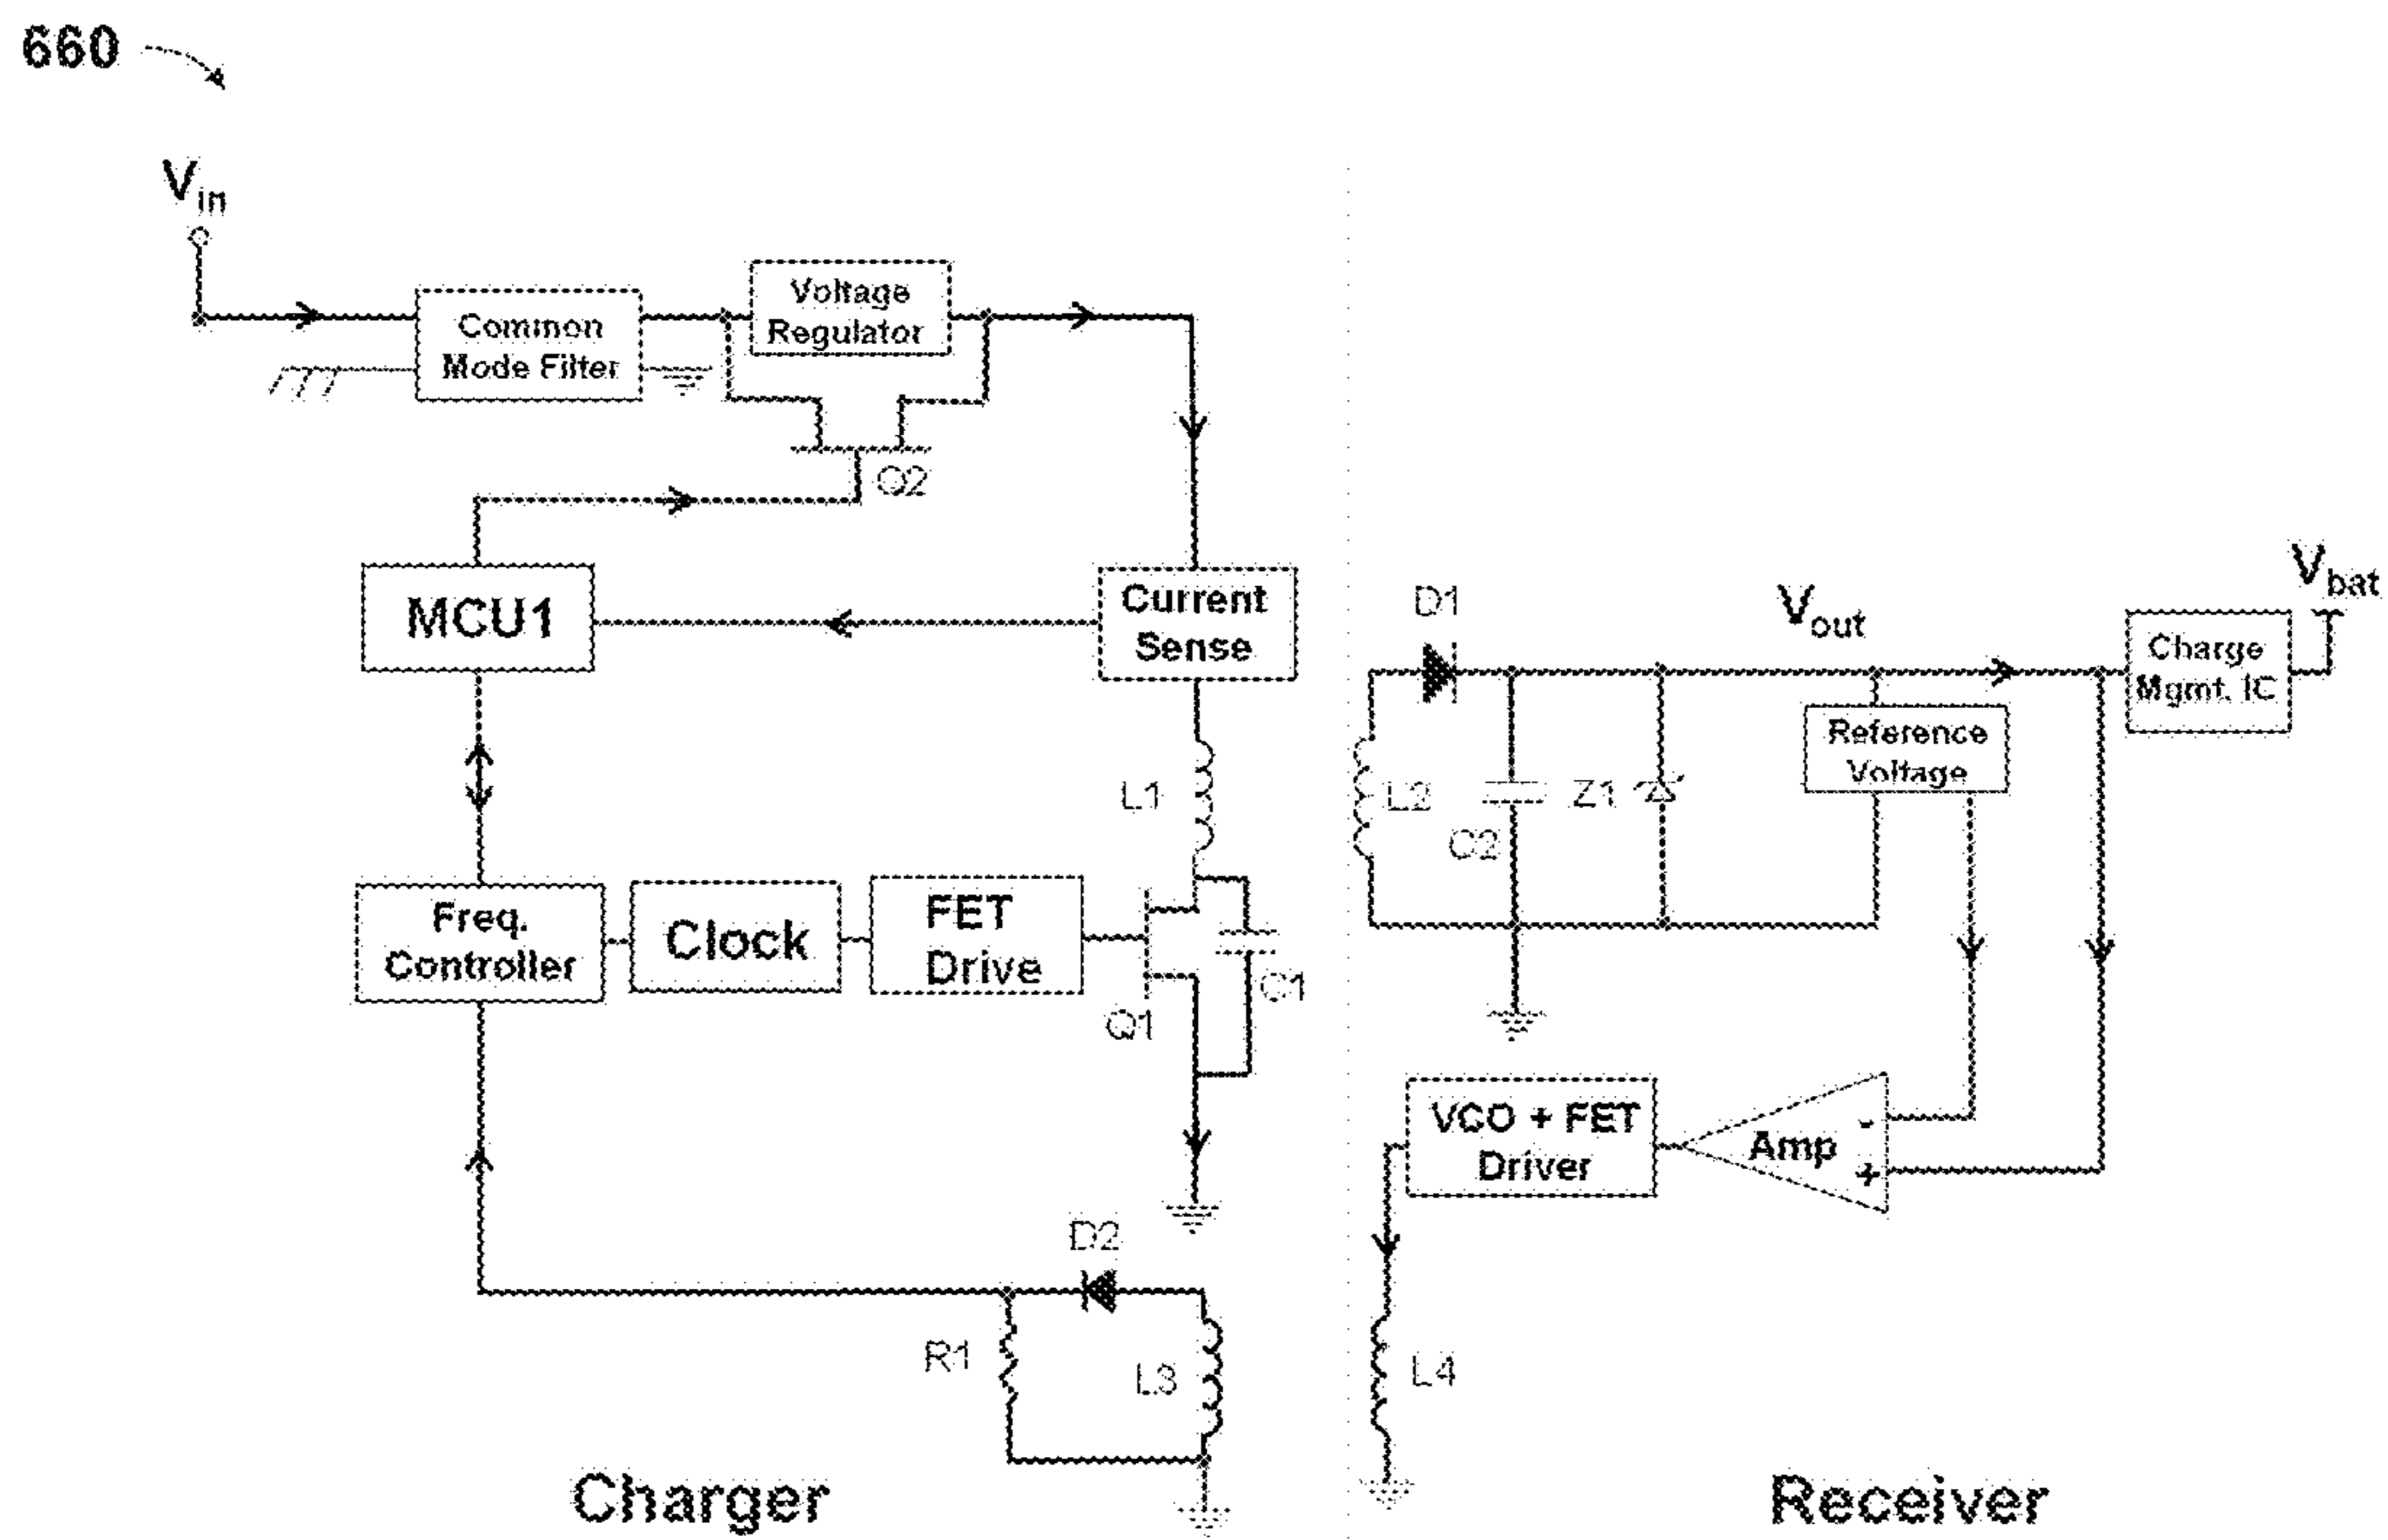 660
Vin
Common
Mode Filter
Voltage
Regulator
Q2
MCU1
Current
Sense
L1
Freq.
Controller
Clock
FET
Drive
Q1
C1
D2
R1
L3
Charger
D1
Vout
Vbat
Charge
Mgmt. IC
Reference
Voltage
L2
C2
Z1
VCO + FET
Driver
Amp
-
+
L4
Receiver